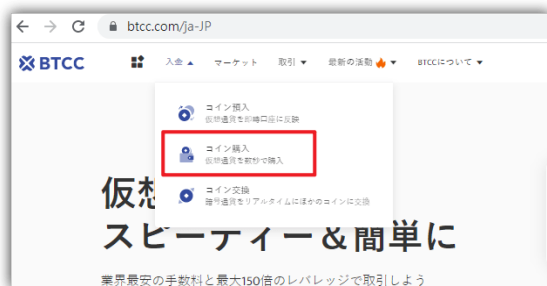 btcc.com/ja-JP
BTCC 入金 マーケット 取引 最新の活動 BTCCについて
コイン預入
仮想通貨を即時口座に反映
コイン購入
仮想通貨を数秒で購入
コイン交換
暗号通貨をリアルタイムにほかのコインに交換
仮想
スピーディー＆簡単に
業界最安の手数料と最大150倍のレバレッジで取引しよう